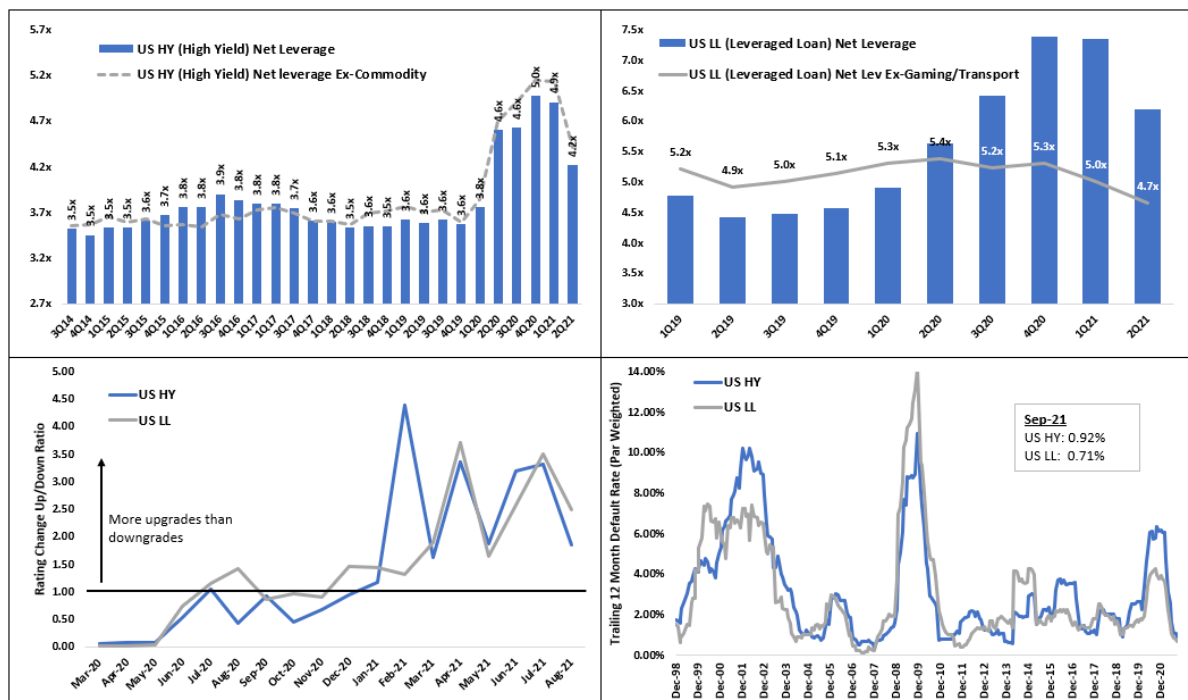 5.7x
5.2x
4.7x
4.2x
3.7x
3.2x
2.7x
US HY (High Yield) Net Leverage
US HY (High Yield) Net leverage Ex-Commodity
3.5x 3.5x 3.5x 3.5x 3.6x 3.7x 3.8x 3.8x 3.9x 3.8x 3.8x 3.8x 3.7x 3.6x 3.6x 3.5x 3.6x 3.5x 3.6x 3.6x 3.6x 3.6x 3.8x 4.6x 4.6x 5.0x 4.9x 4.2x
3Q14 4Q14 1Q15 2Q15 3Q15 4Q15 1Q16 2Q16 3Q16 4Q16 1Q17 2Q17 3Q17 4Q17 1Q18 2Q18 3Q18 4Q18 1Q19 2Q19 3Q19 4Q19 1Q20 2Q20 3Q20 4Q20 1Q21 2Q21
7.5x
7.0x
6.5x
6.0x
5.5x
5.0x
4.5x
4.0x
3.5x
3.0x
US LL (Leveraged Loan) Net Leverage
US LL (Leveraged Loan) Net Lev Ex-Gaming/Transport
5.2x 4.9x 5.0x 5.1x 5.3x 5.4x 5.2x 5.3x 5.0x 4.7x
1Q19 2Q19 3Q19 4Q19 1Q20 2Q20 3Q20 4Q20 1Q21 2Q21
Rating Change Up/Down Ratio
5.00
4.50
4.00
3.50
3.00
2.50
2.00
1.50
1.00
0.50
0.00
US HY
US LL
More upgrades than
downgrades
Mar-20 Apr-20 May-20 Jun-20 Jul-20 Aug-20 Sep-20 Oct-20 Nov-20 Dec-20 Jan-21 Feb-21 Mar-21 Apr-21 May-21 Jun-21 Jul-21 Aug-21
Trailing 12 Month Default Rate (Par Weighted)
14.00%
12.00%
10.00%
8.00%
6.00%
4.00%
2.00%
0.00%
US HY
US LL
Sep-21
US HY: 0.92%
US LL: 0.71%
Dec-98 Dec-99 Dec-00 Dec-01 Dec-02 Dec-03 Dec-04 Dec-05 Dec-06 Dec-07 Dec-08 Dec-09 Dec-10 Dec-11 Dec-12 Dec-13 Dec-14 Dec-15 Dec-16 Dec-17 Dec-18 Dec-19 Dec-20